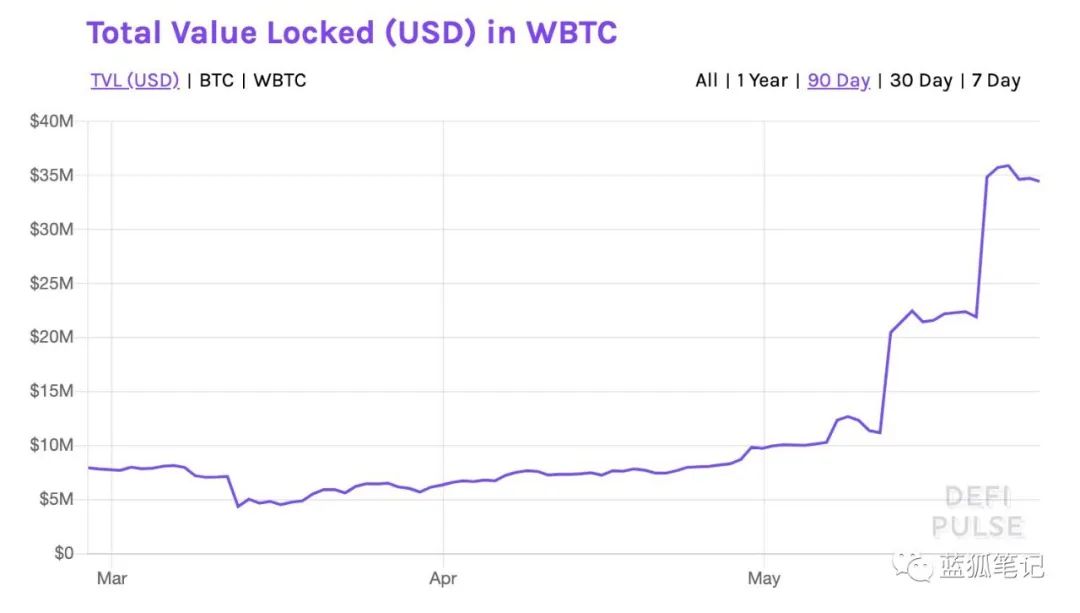 Total Value Locked (USD) in WBTC
TVL (USD) | BTC | WBTC
All | 1 Year | 90 Day | 30 Day | 7 Day
$40M
$35M
$30M
$25M
$20M
$15M
$10M
$5M
$0
Mar
Apr
May
DEFI
PULSE
蓝狐笔记